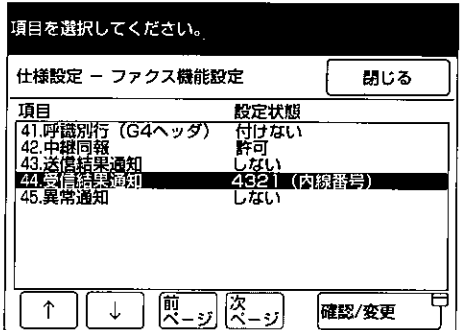 項目を選択してください。
仕様設定 － ファクス機能設定 閉じる
項目 設定状態
41.呼識別行（G4ヘッダ） 付けない
42.中継同報 許可
43.送信結果通知 しない
44.受信結果通知 4321（内線番号）
45.異常通知 しない
↑ ↓ 前ページ 次ページ 確認/変更